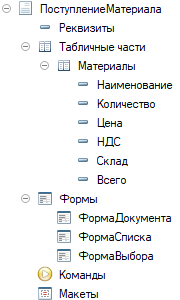 ПоступлениеМатериала
Реквизиты
Табличные части
Материалы
Наименование
Количество
Цена
НДС
Склад
Всего
Формы
ФормаДокумента
ФормаСписка
ФормаВыбора
Команды
Макеты